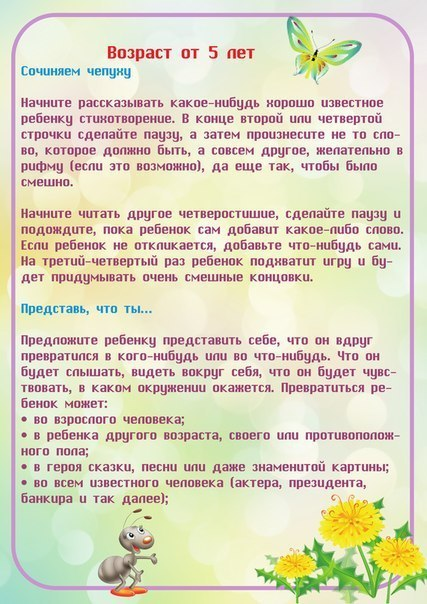 Возраст от 5 лет
Сочиняем чепуху
Начните рассказывать какое-нибудь хорошо известное
ребенку стихотворение. В конце второй или четвертой
строчки сделайте паузу, а затем произнесите не то сло-
во, которое должно быть, а совсем другое, желательно в
рифму (если это возможно), да еще так, чтобы было
смешно.
Начните читать другое четверостишие, сделайте паузу и
подождите, пока ребенок сам добавит какое-либо слово.
Если ребенок не откликается, добавьте что-нибудь сами.
На третий-четвертый раз ребенок подхватит игру и бу-
дет придумывать очень смешные концовки.
Представь, что ты...
Предложите ребенку представить себе, что он вдруг
превратился в кого-нибудь или во что-нибудь. Что он
будет слышать, видеть вокруг себя, что он будет чувс-
твовать, в каком окружении окажется. Превратиться ре-
бенок может:
• во взрослого человека;
• в ребенка другого возраста, своего или противополож-
ного пола;
• в героя сказки, песни или даже знаменитой картины;
• во всем известного человека (актера, президента,
банкира и так далее);